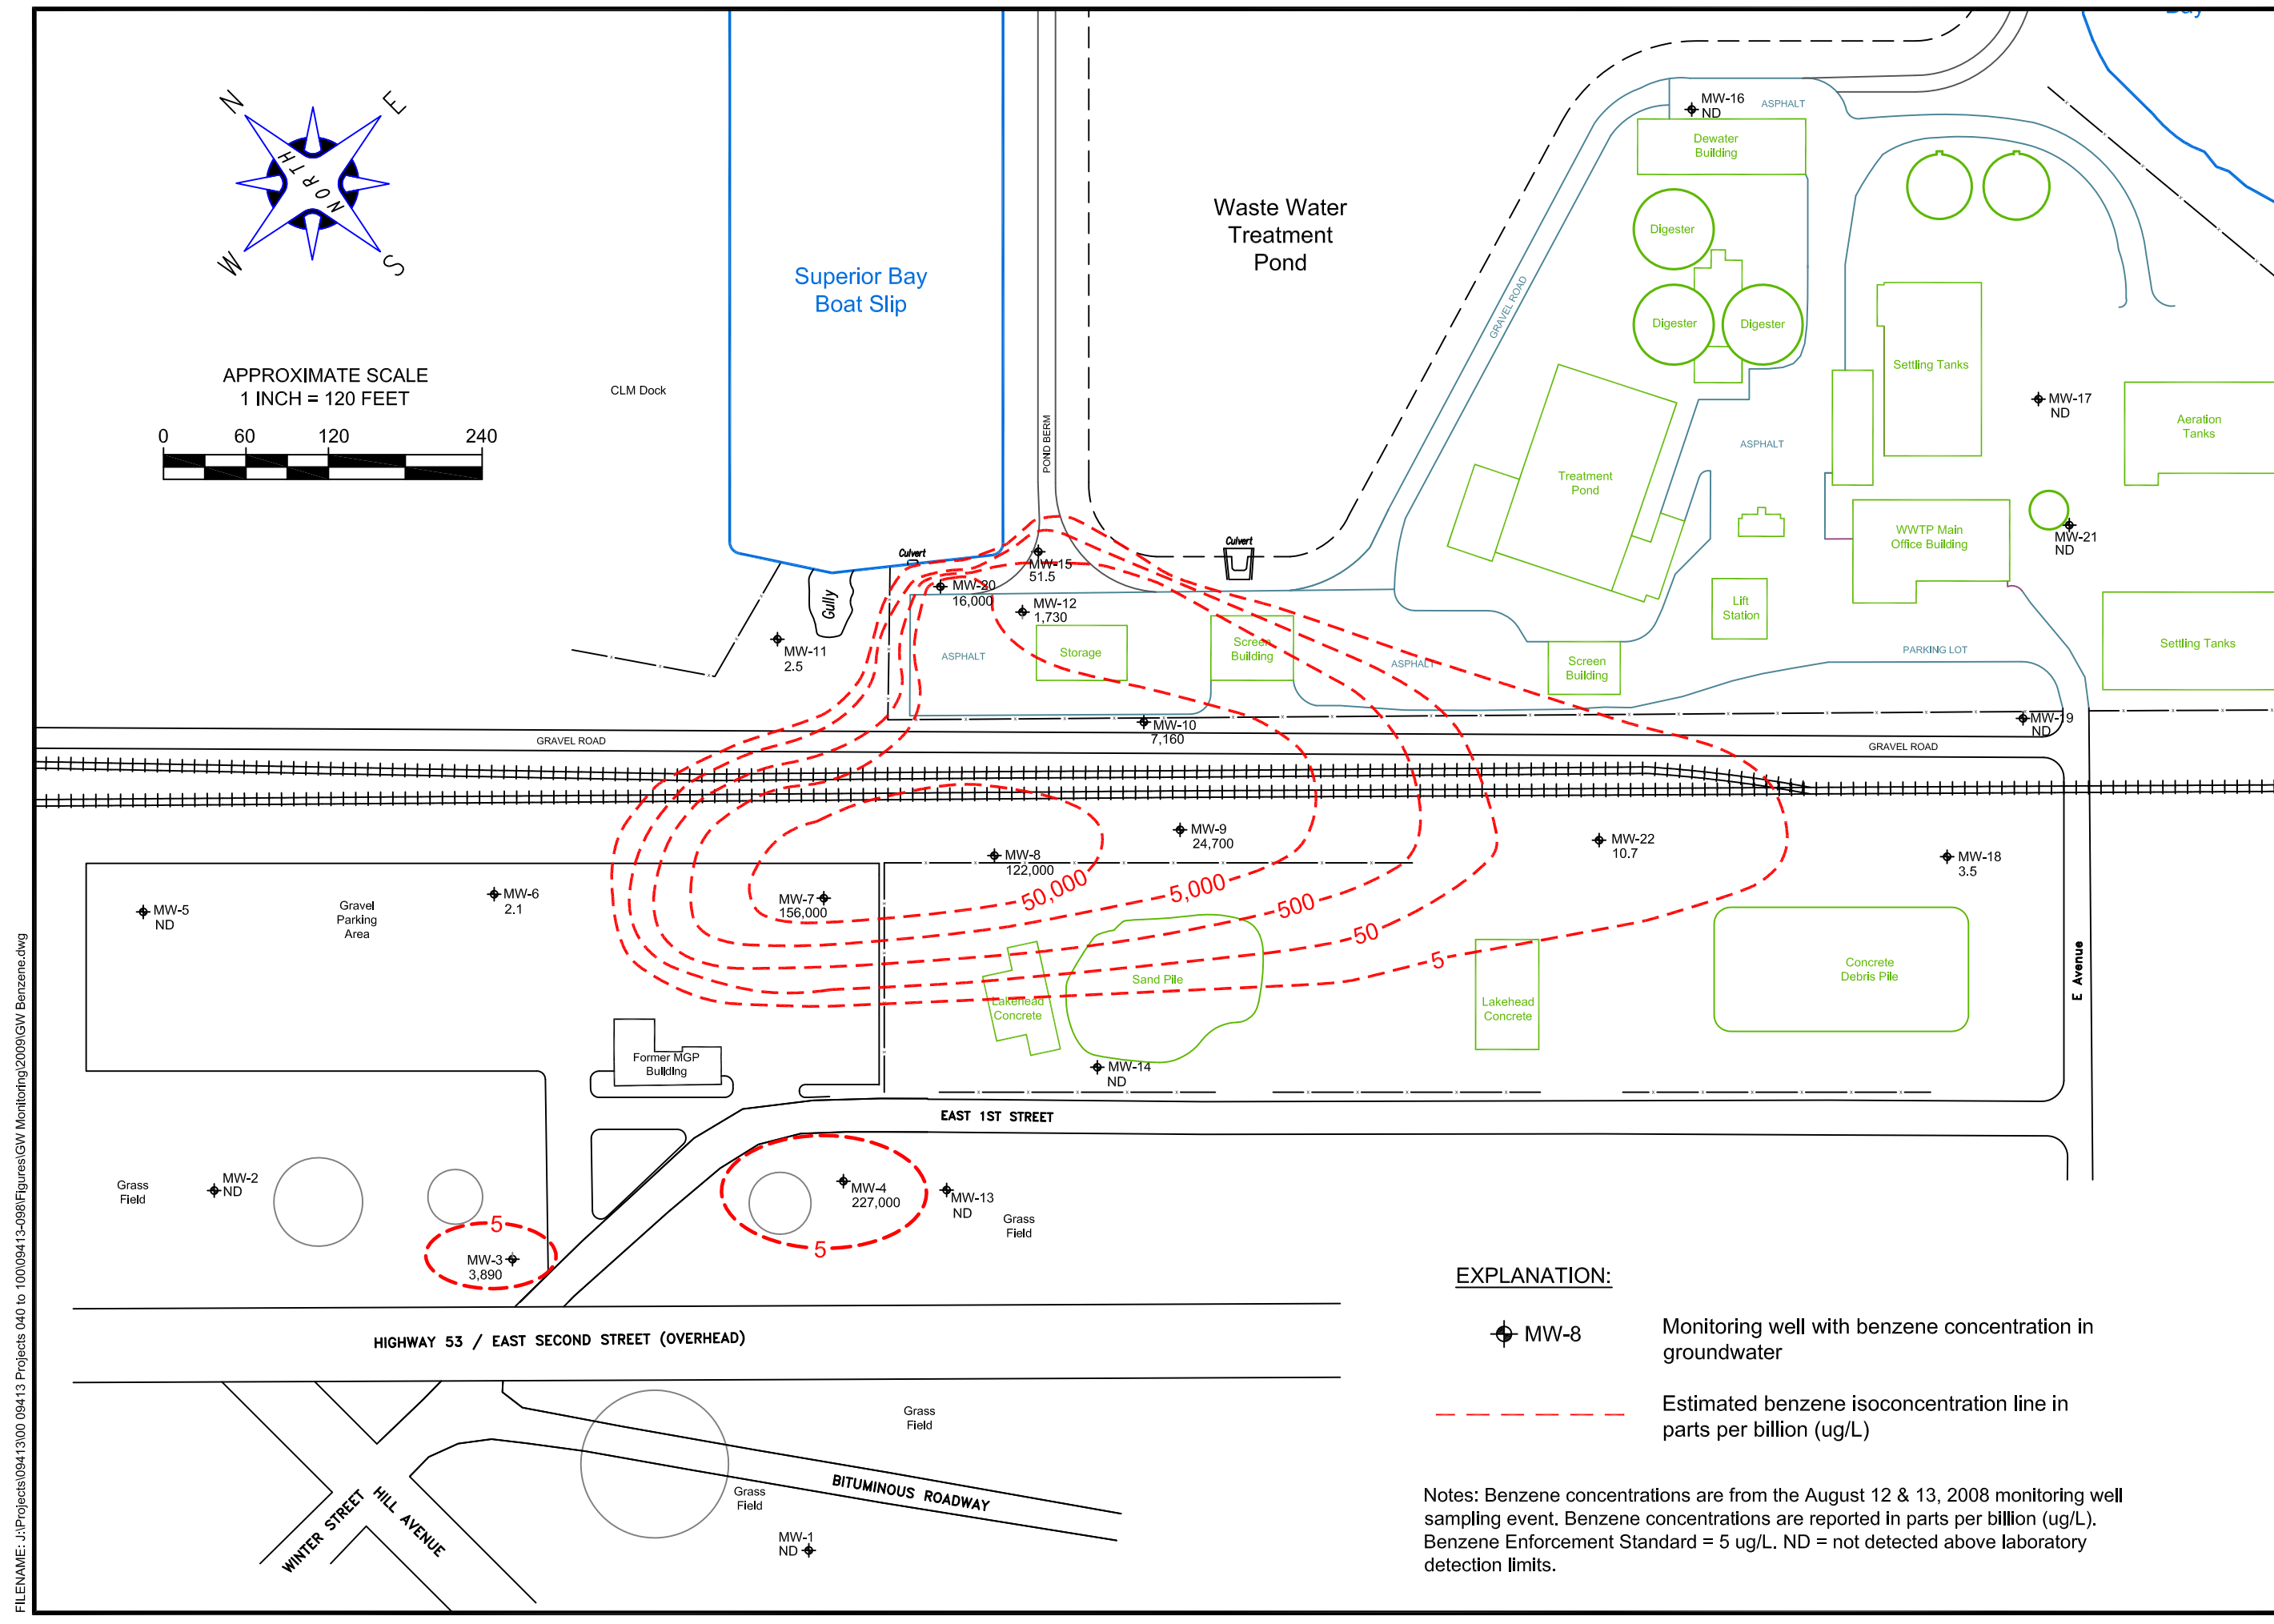 Bay
N
E
NORTH
W
S
APPROXIMATE SCALE
1 INCH = 120 FEET
0 60 120 240
CLM Dock
Superior Bay
Boat Slip
POND BERM
Waste Water
Treatment
Pond
GRAVEL ROAD
MW-16
ND
ASPHALT
Dewater
Building
Digester
Digester
Digester
Treatment
Pond
Settling Tanks
ASPHALT
MW-17
ND
Aeration
Tanks
WWTP Main
Office Building
MW-21
ND
Lift
Station
Settling Tanks
PARKING LOT
Screen
Building
MW-19
ND
Culvert
Culvert
Gully
MW-15
51.5
MW-20
16,000
MW-12
1,730
MW-11
2.5
ASPHALT
Storage
Screen
Building
ASPHALT
MW-10
7,160
GRAVEL ROAD
GRAVEL ROAD
MW-9
24,700
MW-8
122,000
MW-22
10.7
MW-18
3.5
MW-5
ND
MW-6
2.1
Gravel
Parking
Area
MW-7
156,000
50,000
5,000
500
50
5
Lakehead
Concrete
Sand Pile
Lakehead
Concrete
Concrete
Debris Pile
E Avenue
Former MGP
Building
MW-14
ND
EAST 1ST STREET
Grass
Field
MW-2
ND
5
MW-3
3,890
MW-4
227,000
5
MW-13
ND
Grass
Field
HIGHWAY 53 / EAST SECOND STREET (OVERHEAD)
WINTER STREET
HILL AVENUE
Grass
Field
BITUMINOUS ROADWAY
Grass
Field
MW-1
ND
EXPLANATION:
MW-8
Monitoring well with benzene concentration in
groundwater
Estimated benzene isoconcentration line in
parts per billion (ug/L)
Notes: Benzene concentrations are from the August 12 & 13, 2008 monitoring well
sampling event. Benzene concentrations are reported in parts per billion (ug/L).
Benzene Enforcement Standard = 5 ug/L. ND = not detected above laboratory
detection limits.
FILENAME: J:\Projects\09413\00 09413 Projects 040 to 100\09413-098\Figures\GW Monitoring\2009\GW Benzene.dwg